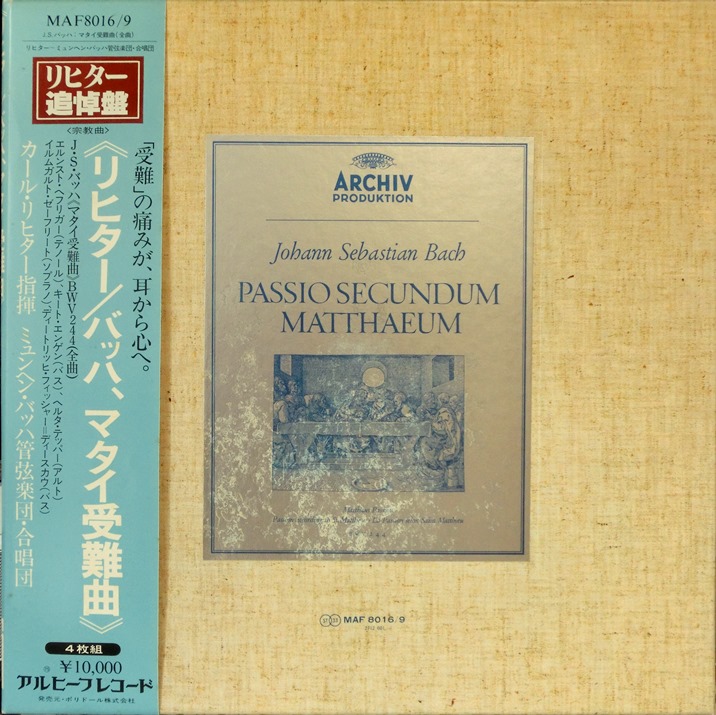 MAF8016/9
J.S.バッハ:マタイ受難曲(全曲)
リヒター-ミュンヘン・バッハ管弦楽団・合唱団
リヒター
追悼盤
〈宗教曲〉
「受難」の痛みが、耳から心へ。
《リヒター/バッハ、マタイ受難曲》
J・S・バッハ《マタイ受難曲》BWV244(全曲)
エルンスト・ヘフリガー(テノール)、キート・エンゲン(バス)、ヘルタ・テッパー(アルト)
イルムガルト・ゼーフリート(ソプラノ)、ディートリッヒ・フィッシャー=ディースカウ(バス)
カール・リヒター指揮 ミュンヘン・バッハ管弦楽団・合唱団
4枚組
¥10,000
アルヒーフレコード
発売元・ポリドール株式会社
ARCHIV
PRODUKTION
Johann Sebastian Bach
PASSIO SECUNDUM
MATTHAEUM
MAF 8016/9